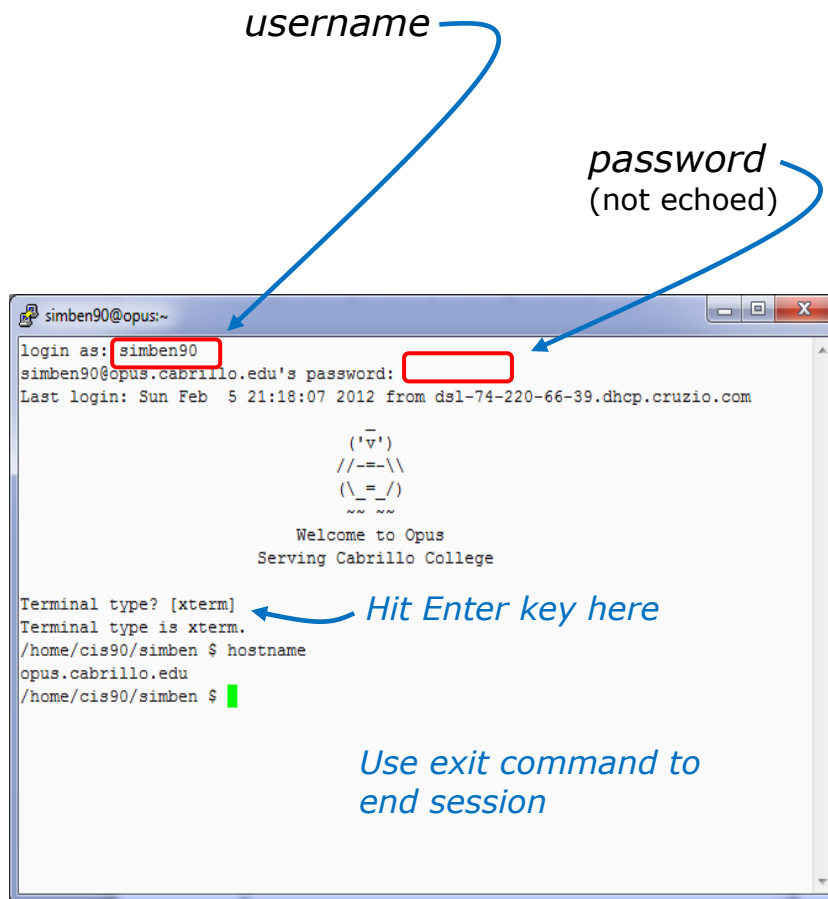 username
password
(not echoed)
simben90@opus:~
login as: simben90
simben90@opus.cabrillo.edu's password:
Last login: Sun Feb  5 21:18:07 2012 from dsl-74-220-66-39.dhcp.cruzio.com
_
('v')
//-=-\\
(\_=_/)
~~ ~~
Welcome to Opus
Serving Cabrillo College
Terminal type? [xterm]
Hit Enter key here
Terminal type is xterm.
/home/cis90/simben $ hostname
opus.cabrillo.edu
/home/cis90/simben $
Use exit command to
end session